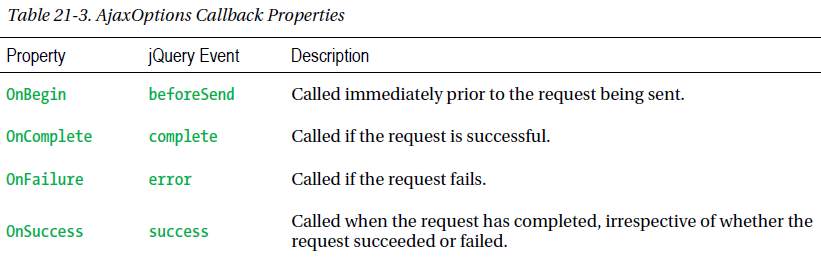 Table 21-3. AjaxOptions Callback Properties
Property jQuery Event Description
OnBegin beforeSend Called immediately prior to the request being sent.
OnComplete complete Called if the request is successful.
OnFailure error Called if the request fails.
OnSuccess success Called when the request has completed, irrespective of whether the
request succeeded or failed.